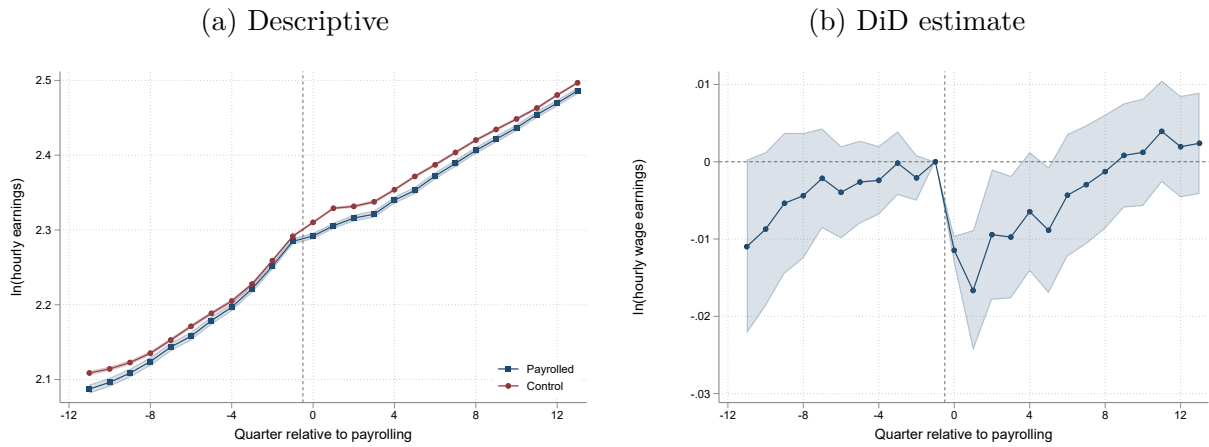 (a) Descriptive
2.5
2.4
2.3
2.2
2.1
ln(hourly earnings)
-12 -8 -4 0 4 8 12
Quarter relative to payrolling
Payrolled
Control
(b) DiD estimate
.01
0
-.01
-.02
-.03
ln(hourly wage earnings)
-12 -8 -4 0 4 8 12
Quarter relative to payrolling